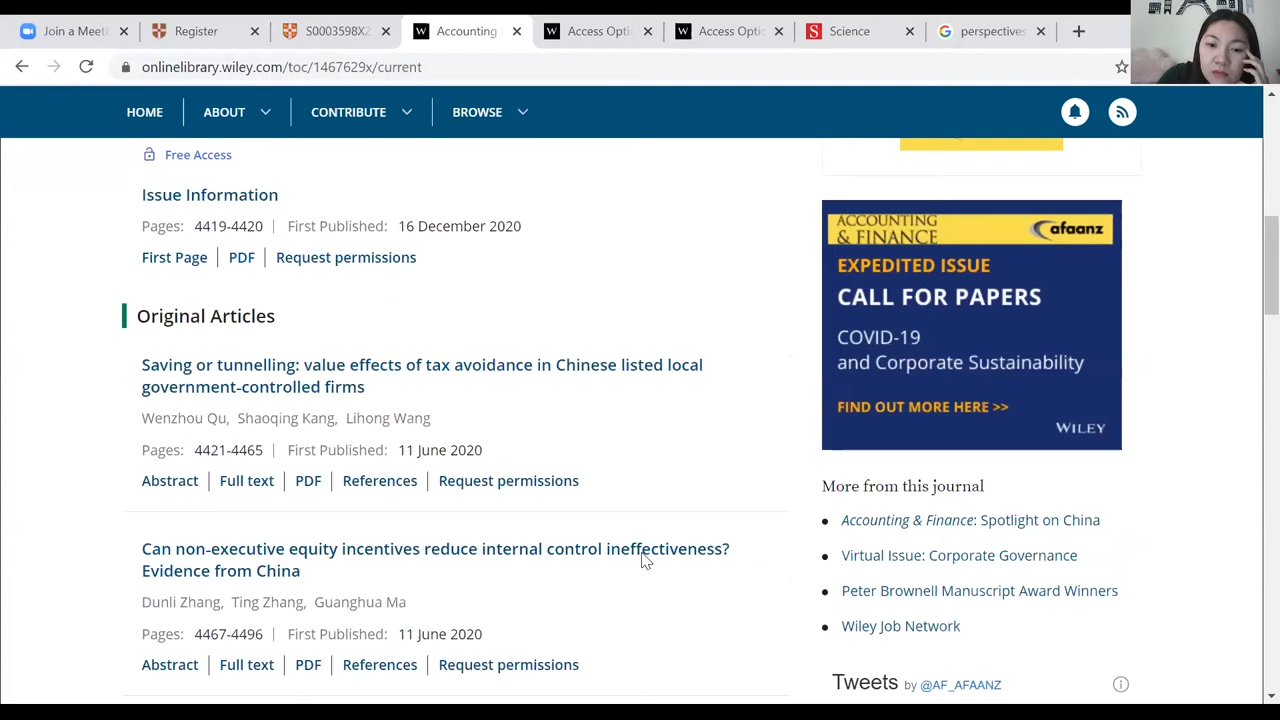 Join a Meeti
Register
S0003598X2
Accounting
Access Opti
Access Optic
Science
perspectives
onlinelibrary.wiley.com/toc/1467629x/current
HOME
ABOUT
CONTRIBUTE
BROWSE
Free Access
Issue Information
Pages: 4419-4420 | First Published: 16 December 2020
First Page | PDF | Request permissions
Original Articles
Saving or tunnelling: value effects of tax avoidance in Chinese listed local
government-controlled firms
Wenzhou Qu, Shaoqing Kang, Lihong Wang
Pages: 4421-4465 | First Published: 11 June 2020
Abstract | Full text | PDF | References | Request permissions
Can non-executive equity incentives reduce internal control ineffectiveness?
Evidence from China
Dunli Zhang, Ting Zhang, Guanghua Ma
Pages: 4467-4496 | First Published: 11 June 2020
Abstract | Full text | PDF | References | Request permissions
ACCOUNTING
& FINANCE
afaanz
EXPEDITED ISSUE
CALL FOR PAPERS
COVID-19
and Corporate Sustainability
FIND OUT MORE HERE >>
WILEY
More from this journal
Accounting & Finance: Spotlight on China
Virtual Issue: Corporate Governance
Peter Brownell Manuscript Award Winners
Wiley Job Network
Tweets by @AF_AFAANZ